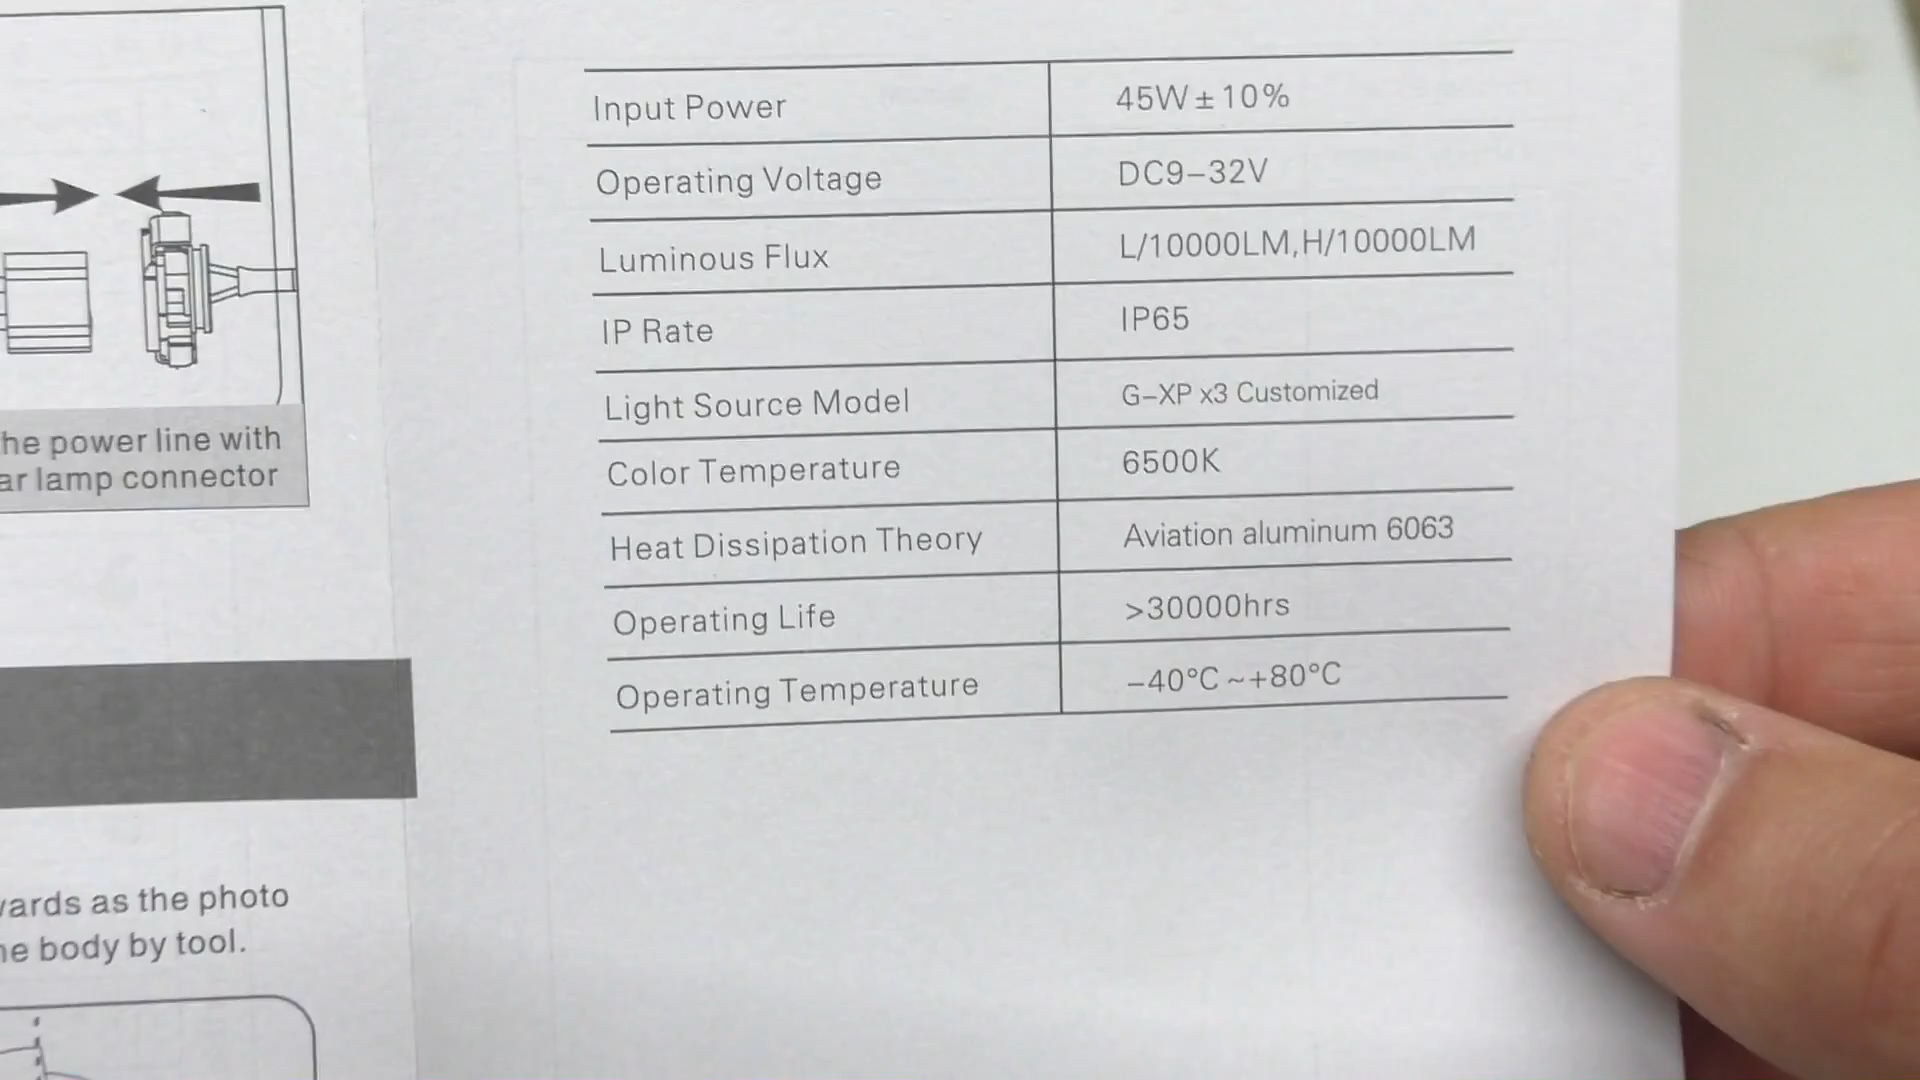 Input Power 45W±10%
Operating Voltage DC9–32V
Luminous Flux L/10000LM,H/10000LM
IP Rate IP65
Light Source Model G–XP x3 Customized
Color Temperature 6500K
Heat Dissipation Theory Aviation aluminum 6063
Operating Life >30000hrs
Operating Temperature –40°C~+80°C
he power line with
ar lamp connector
wards as the photo
he body by tool.